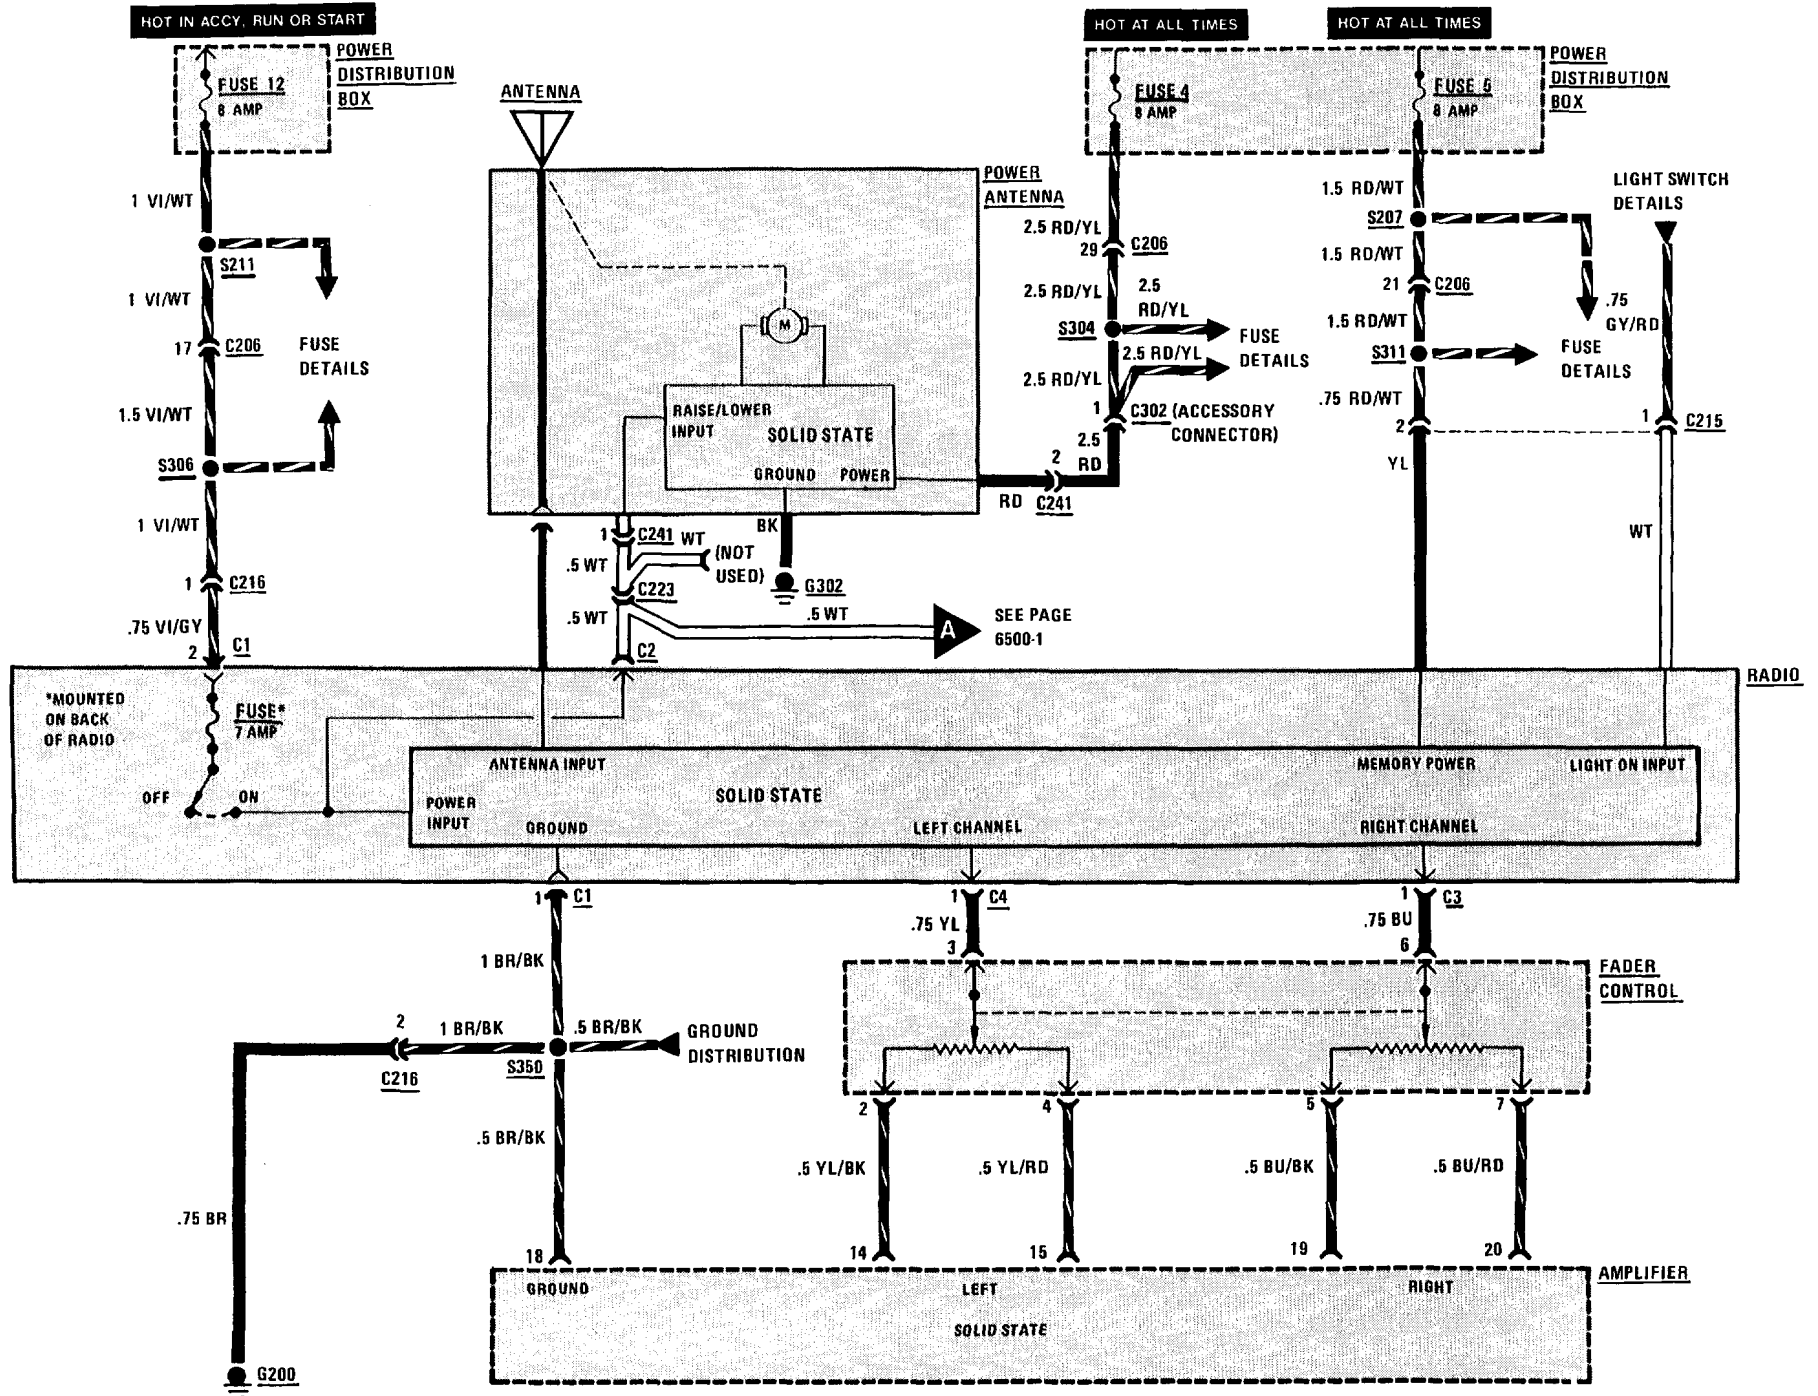 HOT IN ACCY, RUN OR START
HOT AT ALL TIMES
HOT AT ALL TIMES
POWER
DISTRIBUTION
BOX
FUSE 12
8 AMP
ANTENNA
FUSE 4
8 AMP
FUSE 5
8 AMP
POWER
DISTRIBUTION
BOX
1 VI/WT
S211
1 VI/WT
17
C206
FUSE
DETAILS
1.5 VI/WT
S306
1 VI/WT
1
C216
.75 VI/GY
2
C1
POWER
ANTENNA
M
RAISE/LOWER
INPUT
SOLID STATE
GROUND
POWER
1
C241
WT
(NOT
USED)
.5 WT
C223
.5 WT
.5 WT
C2
BK
G302
A
SEE PAGE
6500-1
2.5 RD/YL
29
C206
2.5 RD/YL
2.5
RD/YL
S304
FUSE
DETAILS
2.5 RD/YL
2.5 RD/YL
1
C302 (ACCESSORY
CONNECTOR)
2.5
RD
2
RD
C241
1.5 RD/WT
S207
1.5 RD/WT
21
C206
1.5 RD/WT
S311
FUSE
DETAILS
.75 RD/WT
2
YL
LIGHT SWITCH
DETAILS
.75
GY/RD
1
C215
WT
RADIO
*MOUNTED
ON BACK
OF RADIO
FUSE*
7 AMP
OFF
ON
ANTENNA INPUT
MEMORY POWER
LIGHT ON INPUT
POWER
INPUT
SOLID STATE
GROUND
LEFT CHANNEL
RIGHT CHANNEL
1
C1
1
C4
1
C3
.75 YL
3
.75 BU
6
1 BR/BK
FADER
CONTROL
2
1 BR/BK
.5 BR/BK
GROUND
DISTRIBUTION
C216
S350
2
4
5
7
.5 BR/BK
.5 YL/BK
.5 YL/RD
.5 BU/BK
.5 BU/RD
.75 BR
18
14
15
19
20
AMPLIFIER
GROUND
LEFT
RIGHT
SOLID STATE
G200